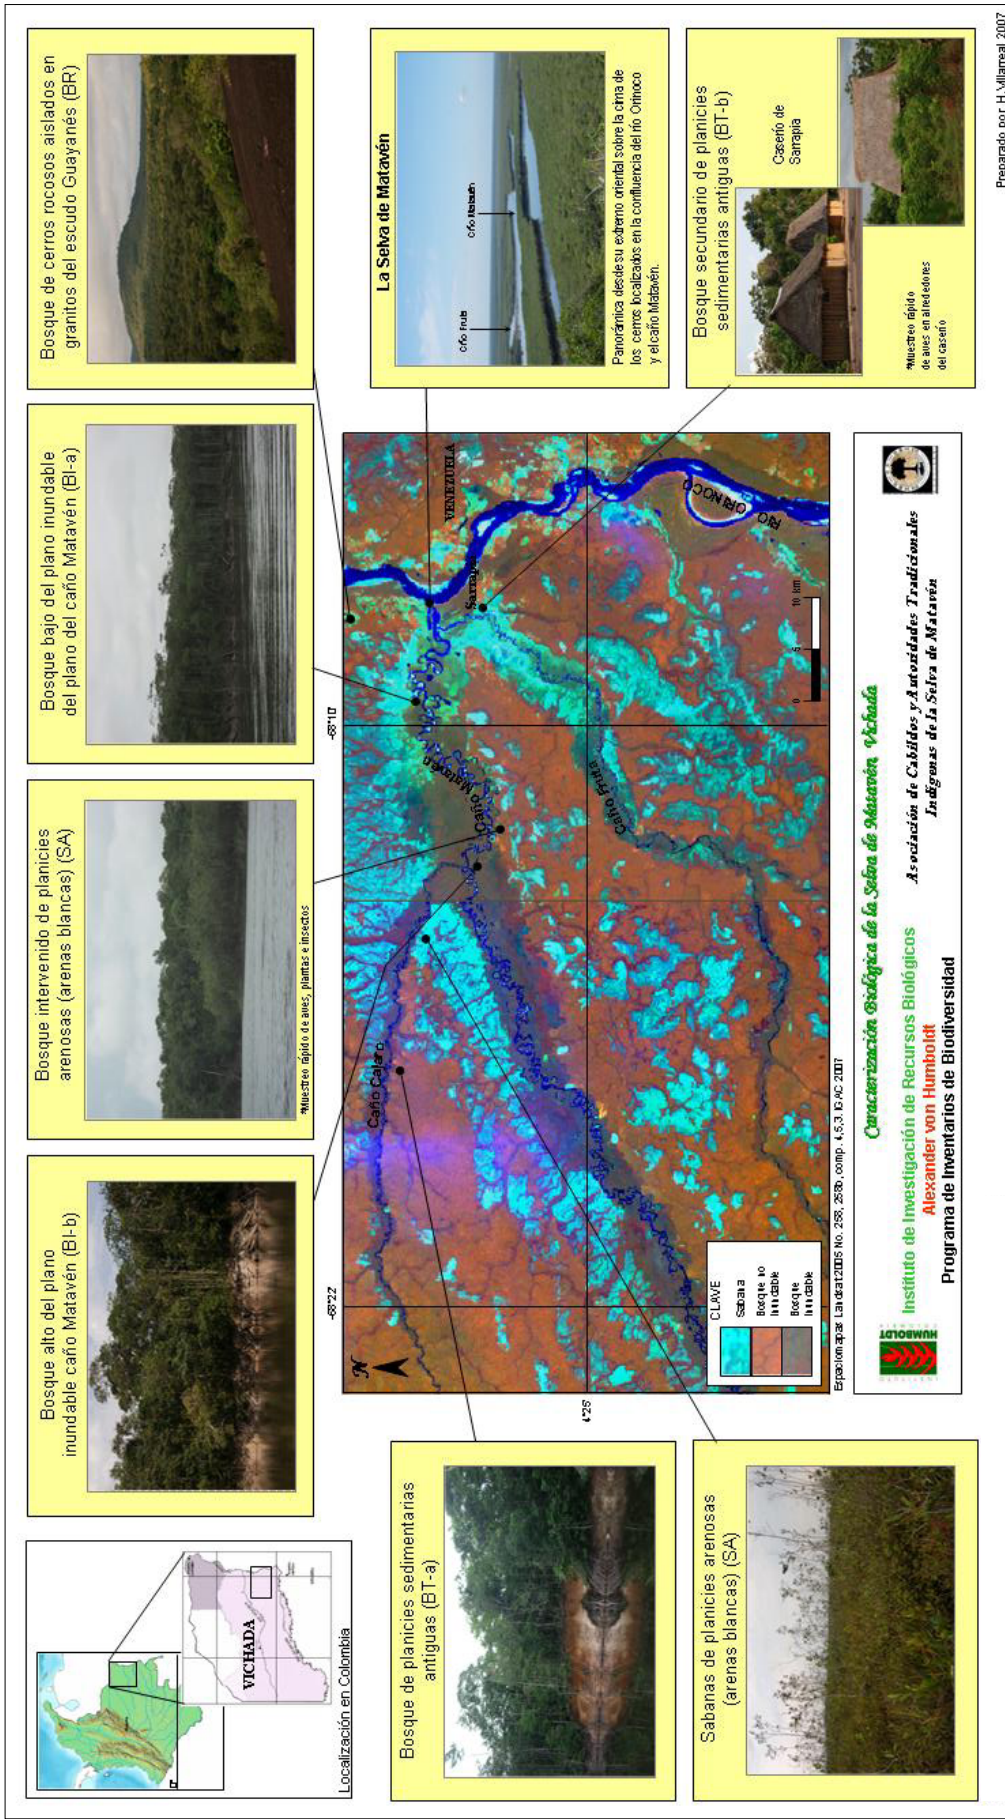 Localización en Colombia
VICHADA
Bosque alto del plano
inundable caño Matavén (BI-b)
Bosque intervenido de planicies
arenosas (arenas blancas) (SA)
*Muestreo rápido de aves, plantas e insectos
Bosque bajo del plano inundable
del plano del caño Matavén (BI-a)
Bosque de cerros rocosos aislados en
granitos del escudo Guayanés (BR)
La Selva de Matavén
Caño Fruta
Caño Matavén
Panorámica desde su extremo oriental sobre la cima de
los cerros localizados en la confluencia del río Orinoco
y el caño Matavén.
Bosque secundario de planicies
sedimentarias antiguas (BT-b)
Caserío de
Sarrapia
*Muestreo rápido
de aves en alrededores
del caserío
Bosque de planicies sedimentarias
antiguas (BT-a)
Sabanas de planicies arenosas
(arenas blancas) (SA)
-68°22'
-68°10'
4°25'
N
Caño Matavén
Caño Fruta
VENEZUELA
RIO ORINOCO
0 5 10 km
CLAVE
Sabana
Bosque no
inundable
Bosque
inundable
Caracterización Biológica de la Selva de Matavén, Vichada
Instituto de Investigación de Recursos Biológicos
Alexander von Humboldt
Programa de Inventarios de Biodiversidad
Asociación de Cabildos y Autoridades Tradicionales
Indígenas de la Selva de Matavén
INSTITUTO
HUMBOLDT
COLOMBIA
Preparado por H. Villarreal 2007